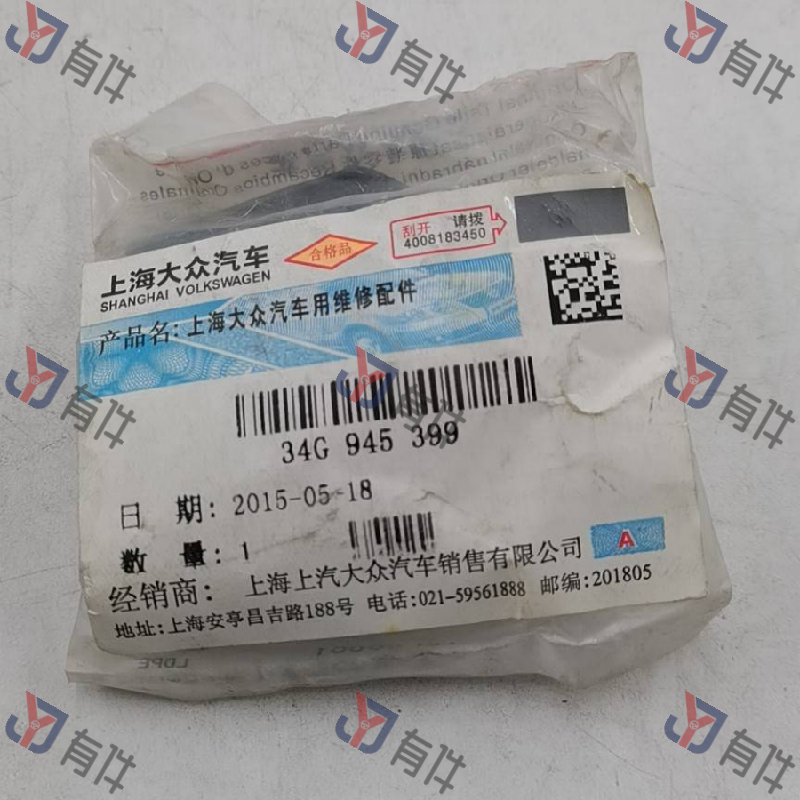 有件
有件
有件
刮开 请拨
4008183450
合格品
上海大众汽车
SHANGHAI VOLKSWAGEN
产品名:上海大众汽车用维修配件
有件
有件
有件
34G 945 399
日 期: 2015-05-18
数 量: 1
A
经销商: 上海上汽大众汽车销售有限公司
地址:上海安亭昌吉路188号 电话:021-59561888 邮编:201805
LDPE
有件
有件
有件